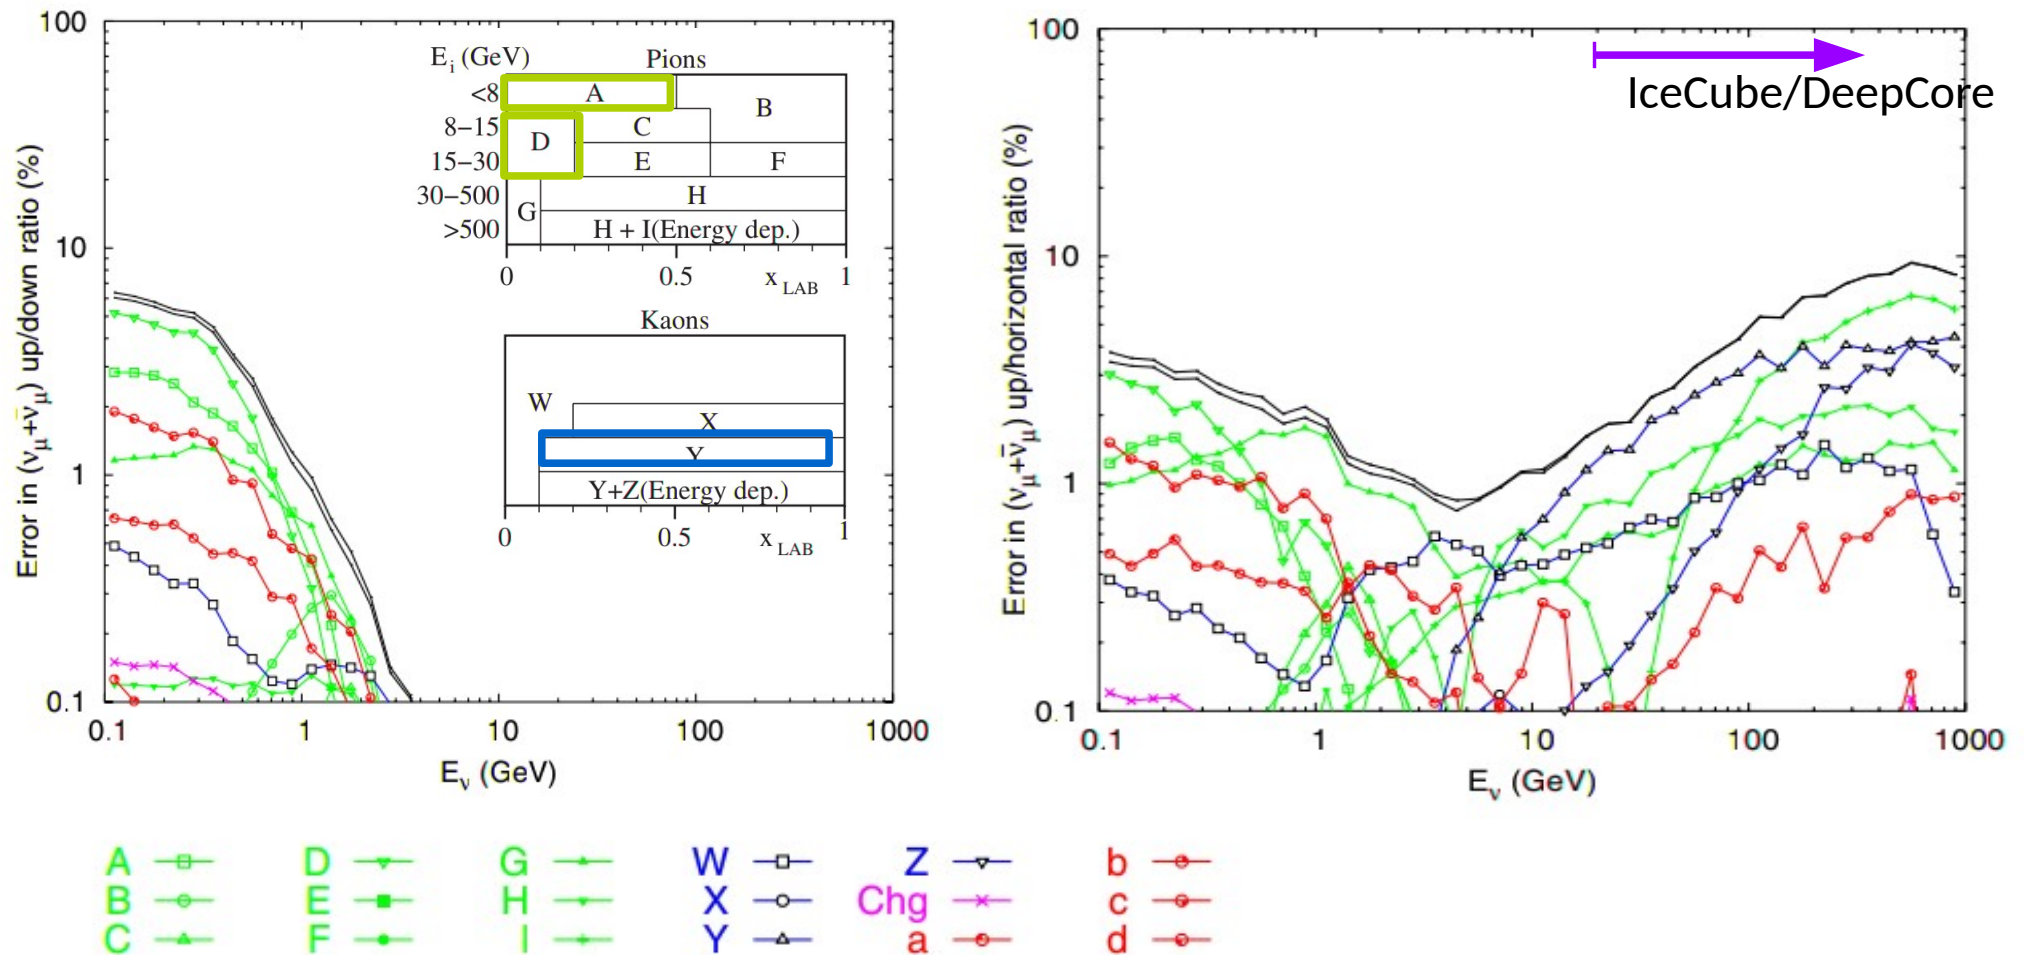 Error in (ν_μ+ν̄_μ) up/down ratio (%)
100
10
1
0.1
0.1 1 10 100 1000
E_ν (GeV)
E_i (GeV) Pions
<8 A B
8–15 D C
15–30 E F
30–500 G H
>500 H + I(Energy dep.)
0 0.5 x_LAB 1
Kaons
W X
Y
Y+Z(Energy dep.)
0 0.5 x_LAB 1
Error in (ν_μ+ν̄_μ) up/horizontal ratio (%)
100
10
1
0.1
0.1 1 10 100 1000
E_ν (GeV)
IceCube/DeepCore
A D G W Z b
B E H X Chg c
C F I Y a d